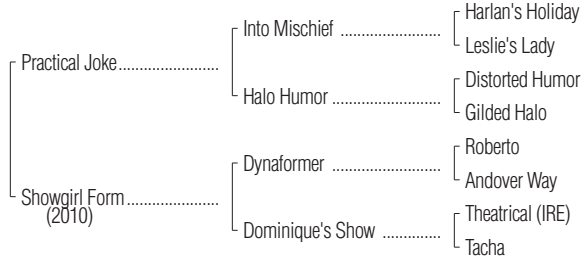 Harlan's Holiday
Into Mischief ........................
Leslie's Lady
Practical Joke........................
Distorted Humor
Halo Humor ..........................
Gilded Halo
Roberto
Dynaformer ..........................
Andover Way
Showgirl Form......................
(2010)
Theatrical (IRE)
Dominique's Show ..............
Tacha